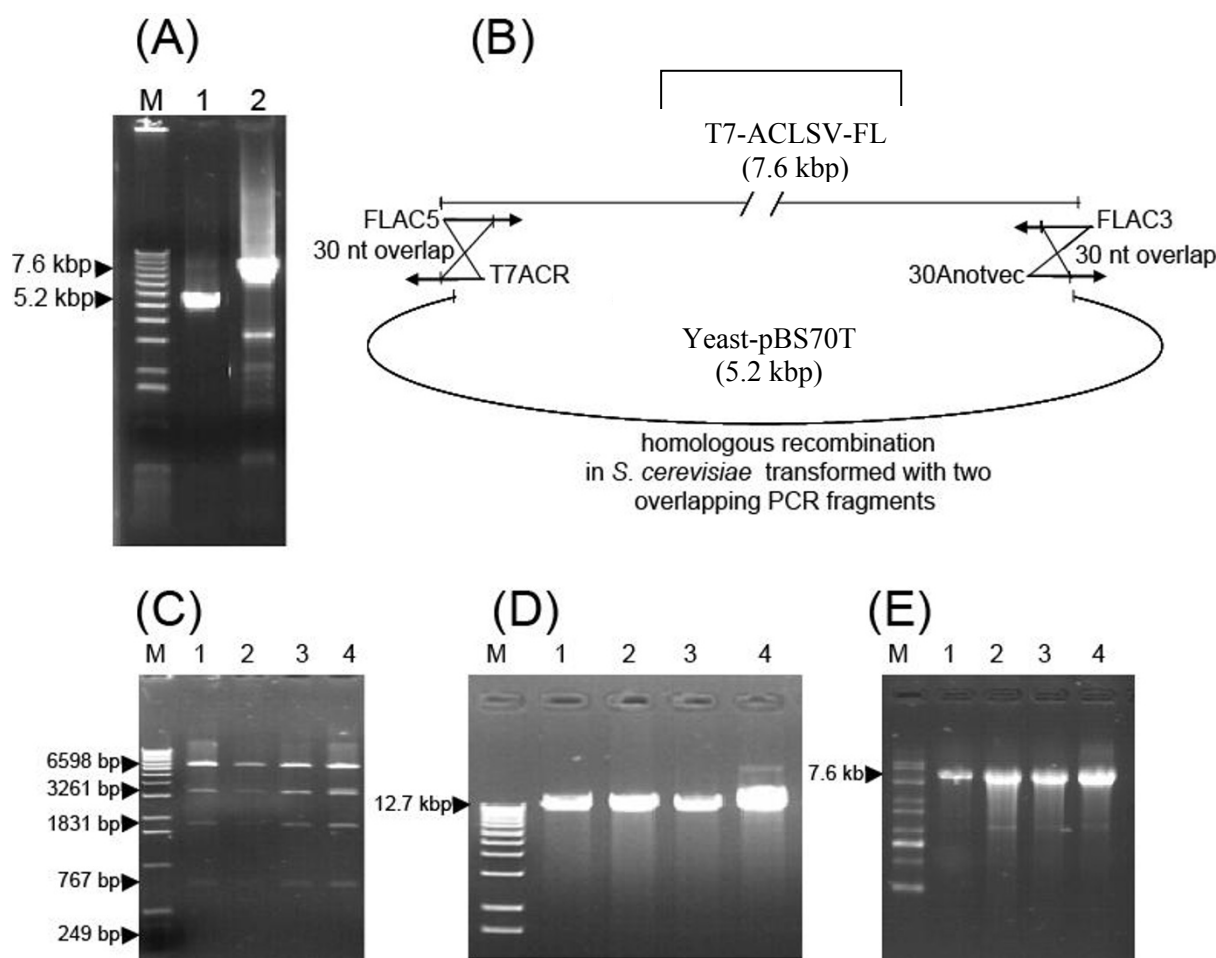 (A)
M 1 2
7.6 kbp
5.2 kbp
(B)
T7-ACLSV-FL
(7.6 kbp)
FLAC5
30 nt overlap
T7ACR
FLAC3
30 nt overlap
30Anotvec
Yeast-pBS70T
(5.2 kbp)
homologous recombination
in S. cerevisiae transformed with two
overlapping PCR fragments
(C)
M 1 2 3 4
6598 bp
3261 bp
1831 bp
767 bp
249 bp
(D)
M 1 2 3 4
12.7 kbp
(E)
M 1 2 3 4
7.6 kb